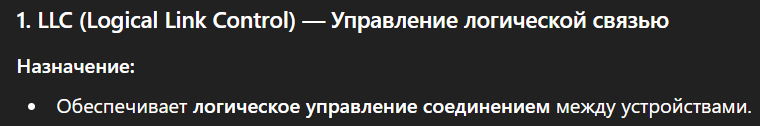 1. LLC (Logical Link Control) — Управление логической связью
Назначение:
• Обеспечивает логическое управление соединением между устройствами.